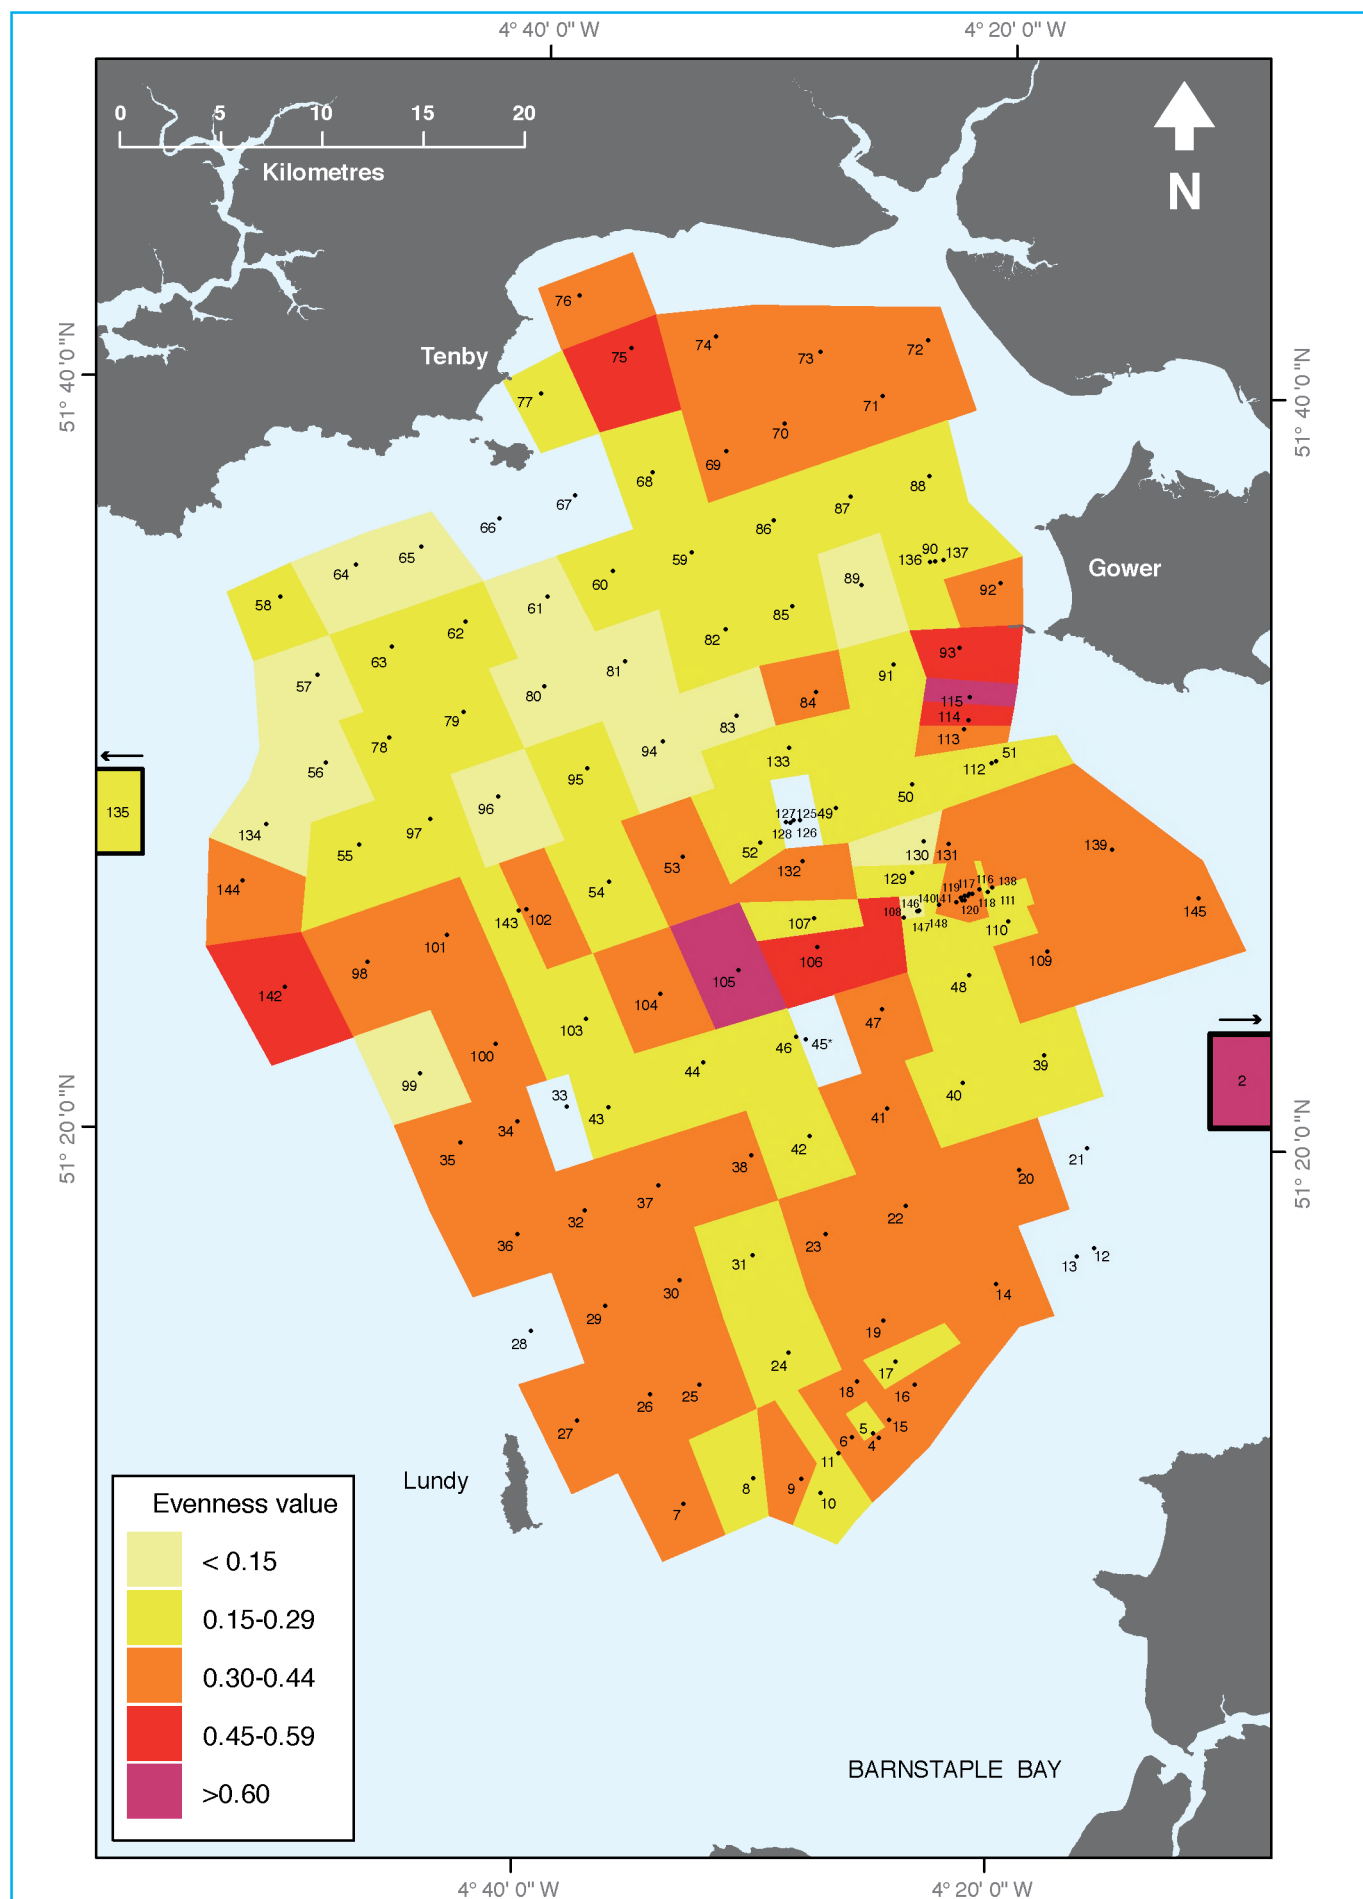 4° 40' 0" W 4° 20' 0" W
0 5 10 15 20
Kilometres
N
76
74 73 72
Tenby 75
51° 40' 0"N
51° 40' 0"N
77 71
70
69
68
67
66 88
87
86
65 59 90
64 60 136 137
89 Gower
58 61 92
85
62 82
63 93
81 91
57 80 84 115
79 83 114
78 94 113
133 51
56 95 112
135 96 50
127 125 49
134 97 128 126
55 52 130 131 139
53 132
144 54 129 119 117 116 138
146 140 141 118 111
143 102 107 108 120 145
147 148 110
101 106 109
98 105 48
142 104
103 47
100 46 45*
44 39
99 40
33 43 41
34
35 42 21
38 20
37 51° 20' 0"N
51° 20' 0"N
32 22
36 23 12
31 13
30 14
29 19
28
24 17
25 18 16
26
27 5 15
6 4
11
Lundy 8 9 10
7
2
Evenness value
< 0.15
0.15-0.29
0.30-0.44
0.45-0.59
>0.60
BARNSTAPLE BAY
4° 40' 0" W 4° 20' 0" W